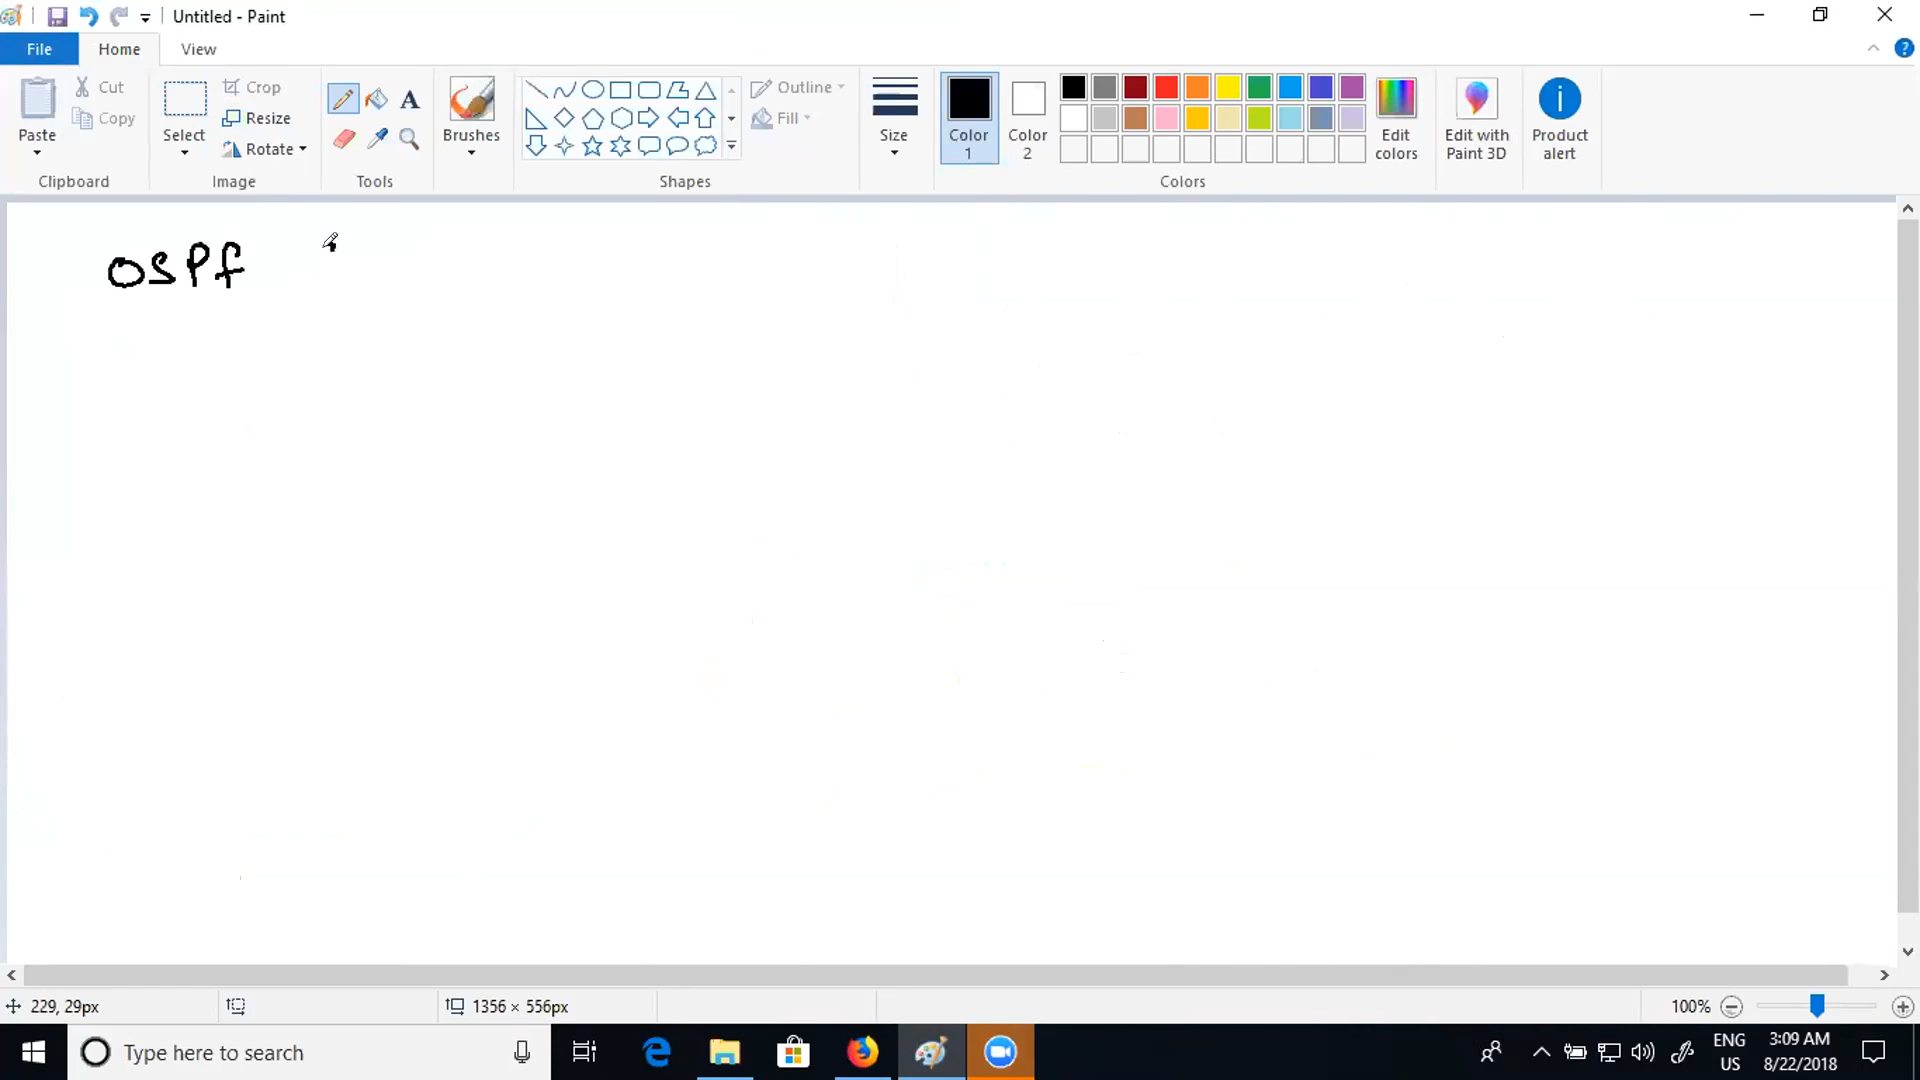 Untitled - Paint
File Home View
Paste
Cut
Copy
Clipboard
Select
Crop
Resize
Rotate
Image
Tools
Brushes
Shapes
Outline
Fill
Size
Color 1
Color 2
Colors
Edit colors
Edit with Paint 3D
Product alert
OSPf
229, 29px
1356 × 556px
100%
Type here to search
ENG
US
3:09 AM
8/22/2018